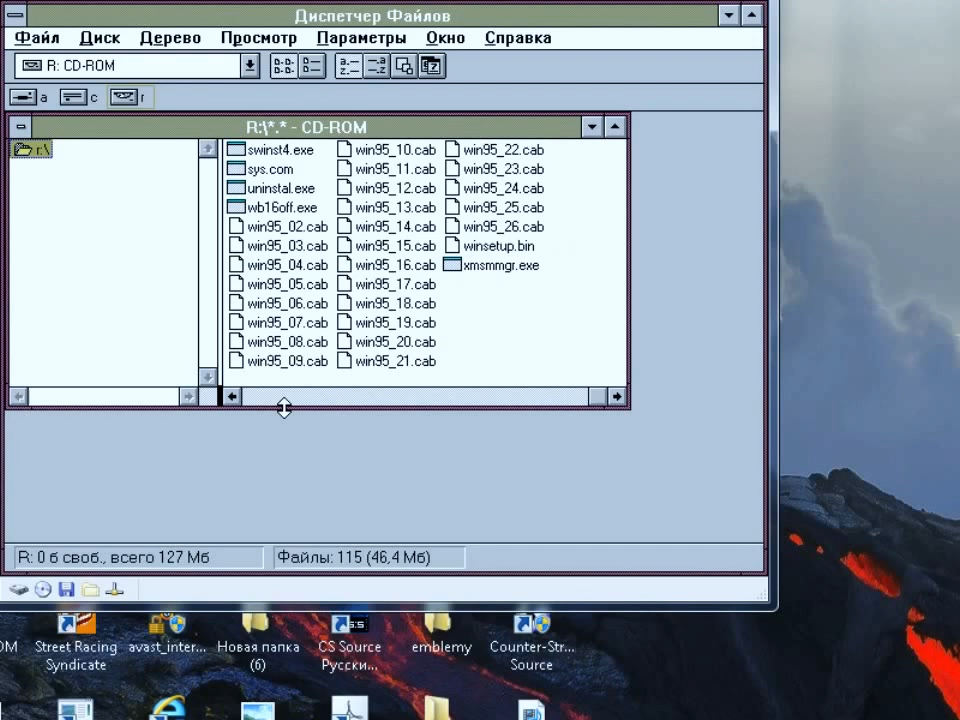 Диспетчер Файлов
Файл Диск Дерево Просмотр Параметры Окно Справка
R: CD-ROM
a c r
R:\*.* - CD-ROM
r:\
swinst4.exe win95_10.cab win95_22.cab
sys.com win95_11.cab win95_23.cab
uninstal.exe win95_12.cab win95_24.cab
wb16off.exe win95_13.cab win95_25.cab
win95_02.cab win95_14.cab win95_26.cab
win95_03.cab win95_15.cab winsetup.bin
win95_04.cab win95_16.cab xmsmmgr.exe
win95_05.cab win95_17.cab
win95_06.cab win95_18.cab
win95_07.cab win95_19.cab
win95_08.cab win95_20.cab
win95_09.cab win95_21.cab
R: 0 б своб., всего 127 Мб Файлы: 115 (46,4 Мб)
OM Street Racing avast_inter... Новая папка CS Source emblemy Counter-Str...
Syndicate (6) Русски... Source